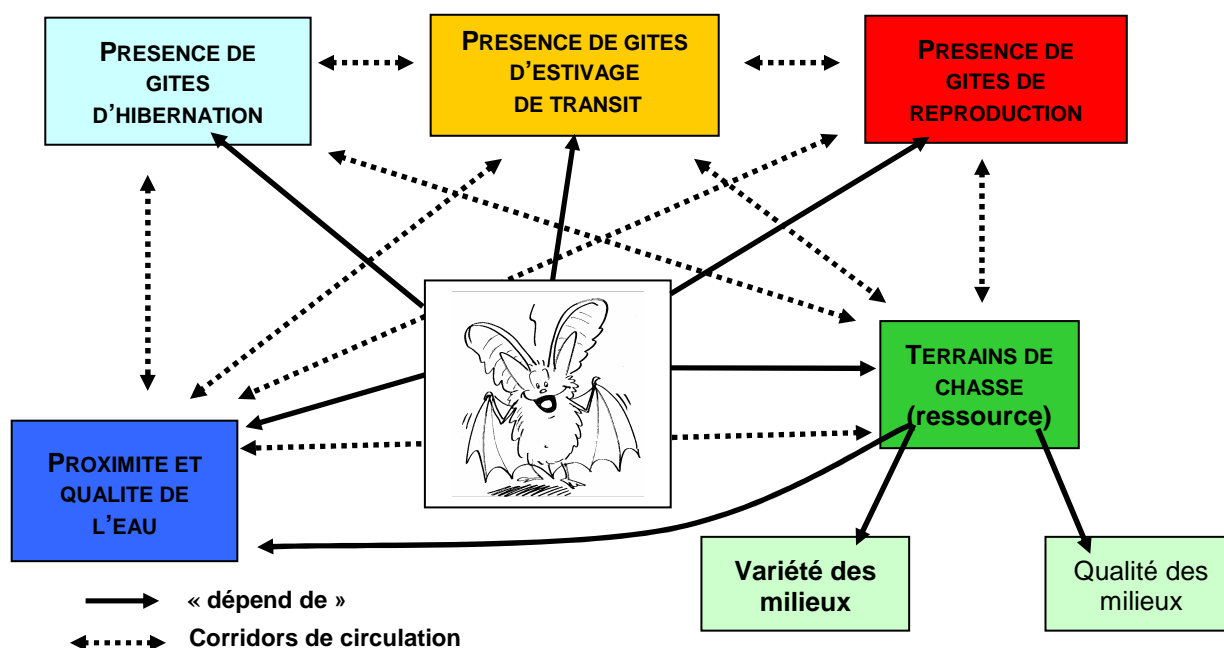 PRESENCE DE
GITES
D'HIBERNATION
PRESENCE DE GITES
D'ESTIVAGE
DE TRANSIT
PRESENCE DE
GITES DE
REPRODUCTION
TERRAINS DE
CHASSE
(ressource)
PROXIMITE ET
QUALITE DE
L'EAU
Variété des
milieux
Qualité des
milieux
« dépend de »
Corridors de circulation